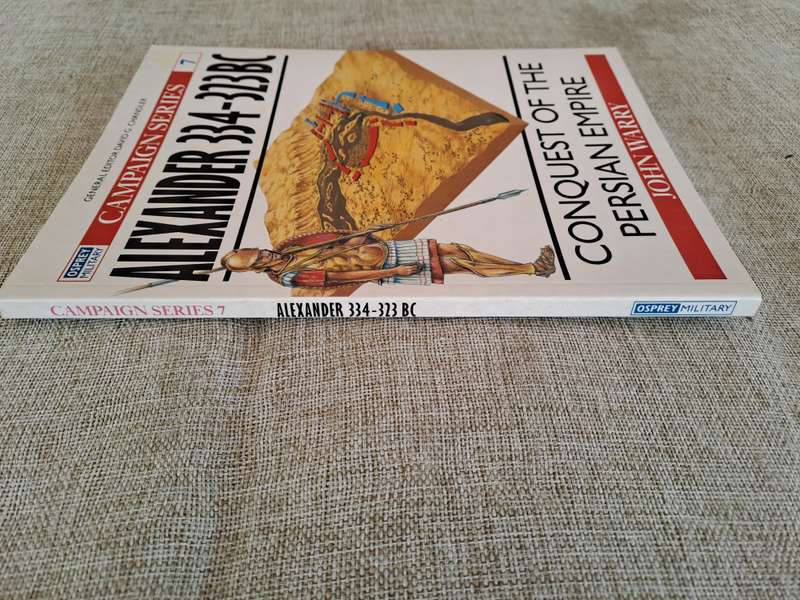 GENERAL EDITOR DAVID G. CHANDLER
OSPREY
MILITARY
CAMPAIGN SERIES 7
ALEXANDER 334–323 BC
CONQUEST OF THE
PERSIAN EMPIRE
JOHN WARRY
CAMPAIGN SERIES 7
ALEXANDER 334–323 BC
OSPREY MILITARY